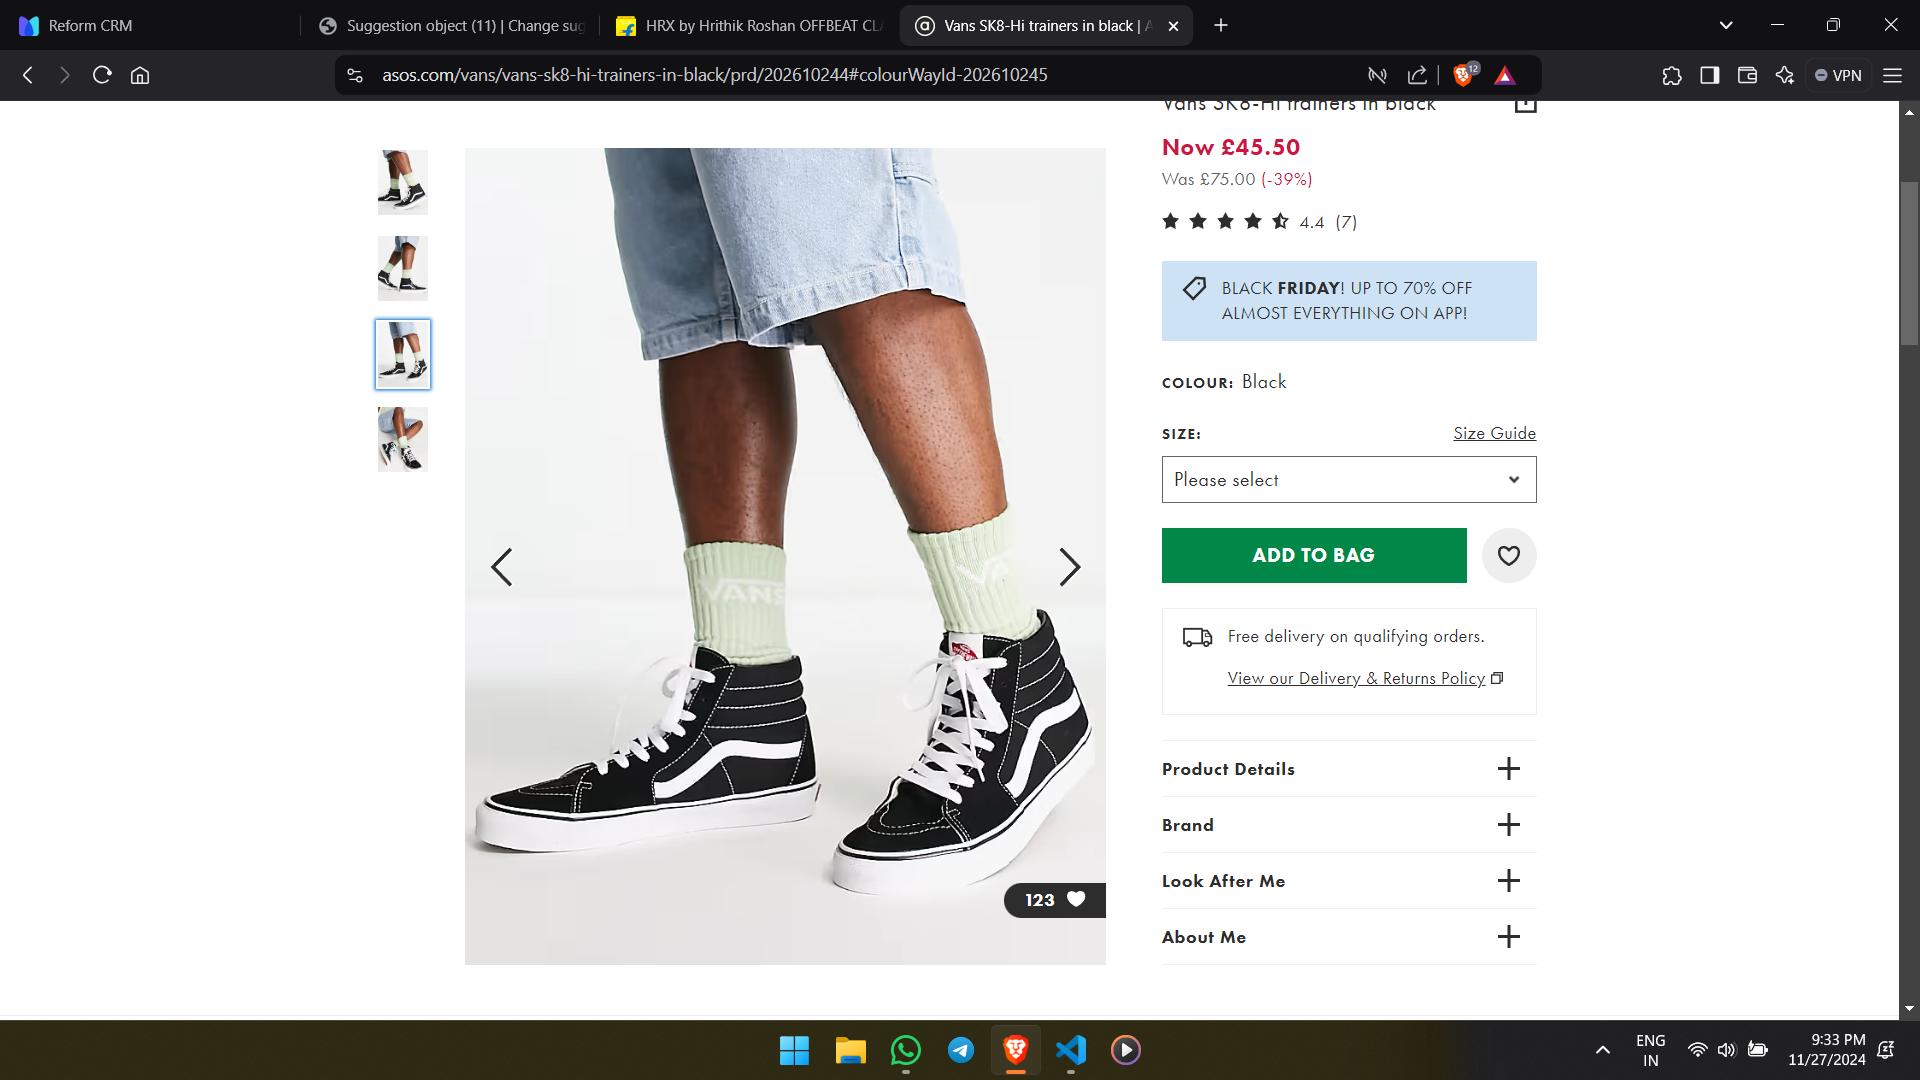 Reform CRM
Suggestion object (11) | Change sug
HRX by Hrithik Roshan OFFBEAT CLA
Vans SK8-Hi trainers in black | A
asos.com/vans/vans-sk8-hi-trainers-in-black/prd/202610244#colourWayId-202610245
12
VPN
Vans SK8-Hi trainers in black
Now £45.50
Was £75.00 (-39%)
4.4 (7)
BLACK FRIDAY! UP TO 70% OFF
ALMOST EVERYTHING ON APP!
COLOUR: Black
SIZE:
Size Guide
Please select
ADD TO BAG
Free delivery on qualifying orders.
View our Delivery & Returns Policy
Product Details
Brand
Look After Me
About Me
VANS
VA
123
ENG
IN
9:33 PM
11/27/2024